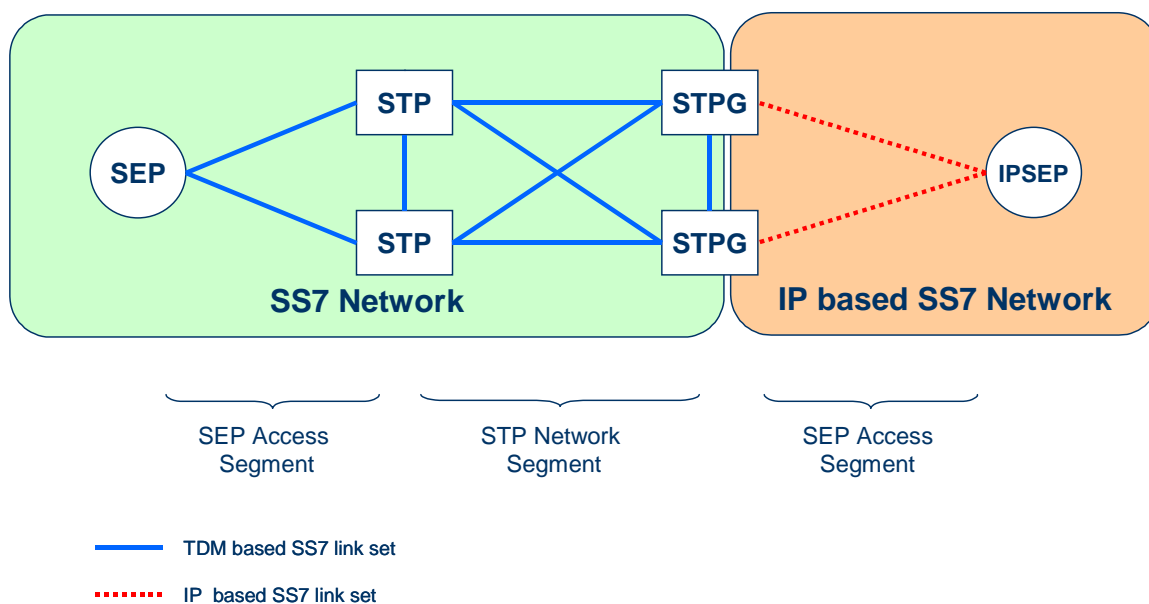 STP
STPG
SEP
IPSEP
STP
STPG
SS7 Network
IP based SS7 Network
SEP Access
Segment
STP Network
Segment
SEP Access
Segment
TDM based SS7 link set
IP based SS7 link set